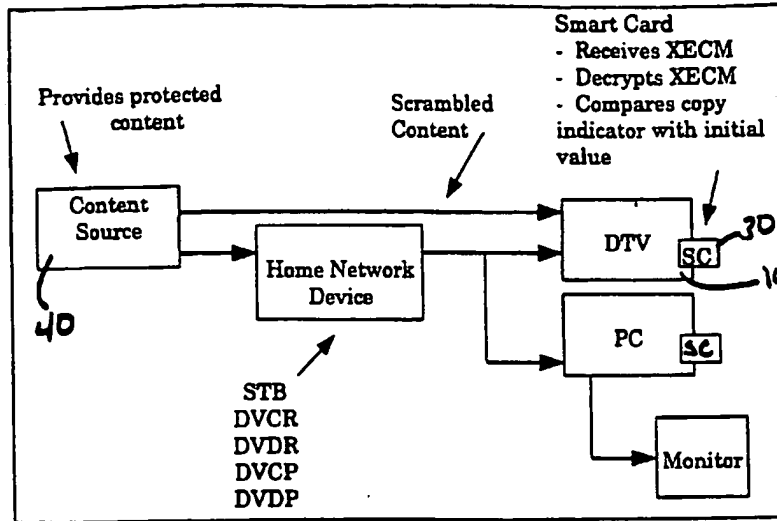 Smart Card
- Receives XECM
- Decrypts XECM
- Compares copy
indicator with initial
value
Provides protected
content
Scrambled
Content
Content
Source
40
Home Network
Device
DTV
SC
30
PC
SC
STB
DVCR
DVDR
DVCP
DVDP
Monitor